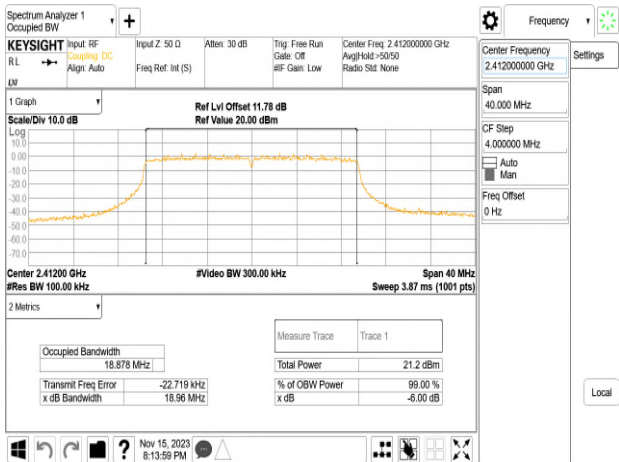 Spectrum Analyzer 1
Occupied BW
Frequency
KEYSIGHT
RL
Input: RF
Coupling: DC
Align: Auto
Input Z: 50 Ω
Freq Ref: Int (S)
Atten: 30 dB
Trig: Free Run
Gate: Off
#IF Gain: Low
Center Freq: 2.412000000 GHz
Avg|Hold:>50/50
Radio Std: None
Center Frequency
2.412000000 GHz
Settings
Span
40.000 MHz
CF Step
4.000000 MHz
Auto
Man
Freq Offset
0 Hz
Local
1 Graph
Scale/Div 10.0 dB
Ref Lvl Offset 11.78 dB
Ref Value 20.00 dBm
Log
10.0
0.00
-10.0
-20.0
-30.0
-40.0
-50.0
-60.0
-70.0
Center 2.41200 GHz
#Video BW 300.00 kHz
Span 40 MHz
#Res BW 100.00 kHz
Sweep 3.87 ms (1001 pts)
2 Metrics
Measure Trace Trace 1
Occupied Bandwidth
18.878 MHz
Total Power 21.2 dBm
Transmit Freq Error -22.719 kHz
% of OBW Power 99.00 %
x dB Bandwidth 18.96 MHz
x dB -6.00 dB
Nov 15, 2023
8:13:59 PM